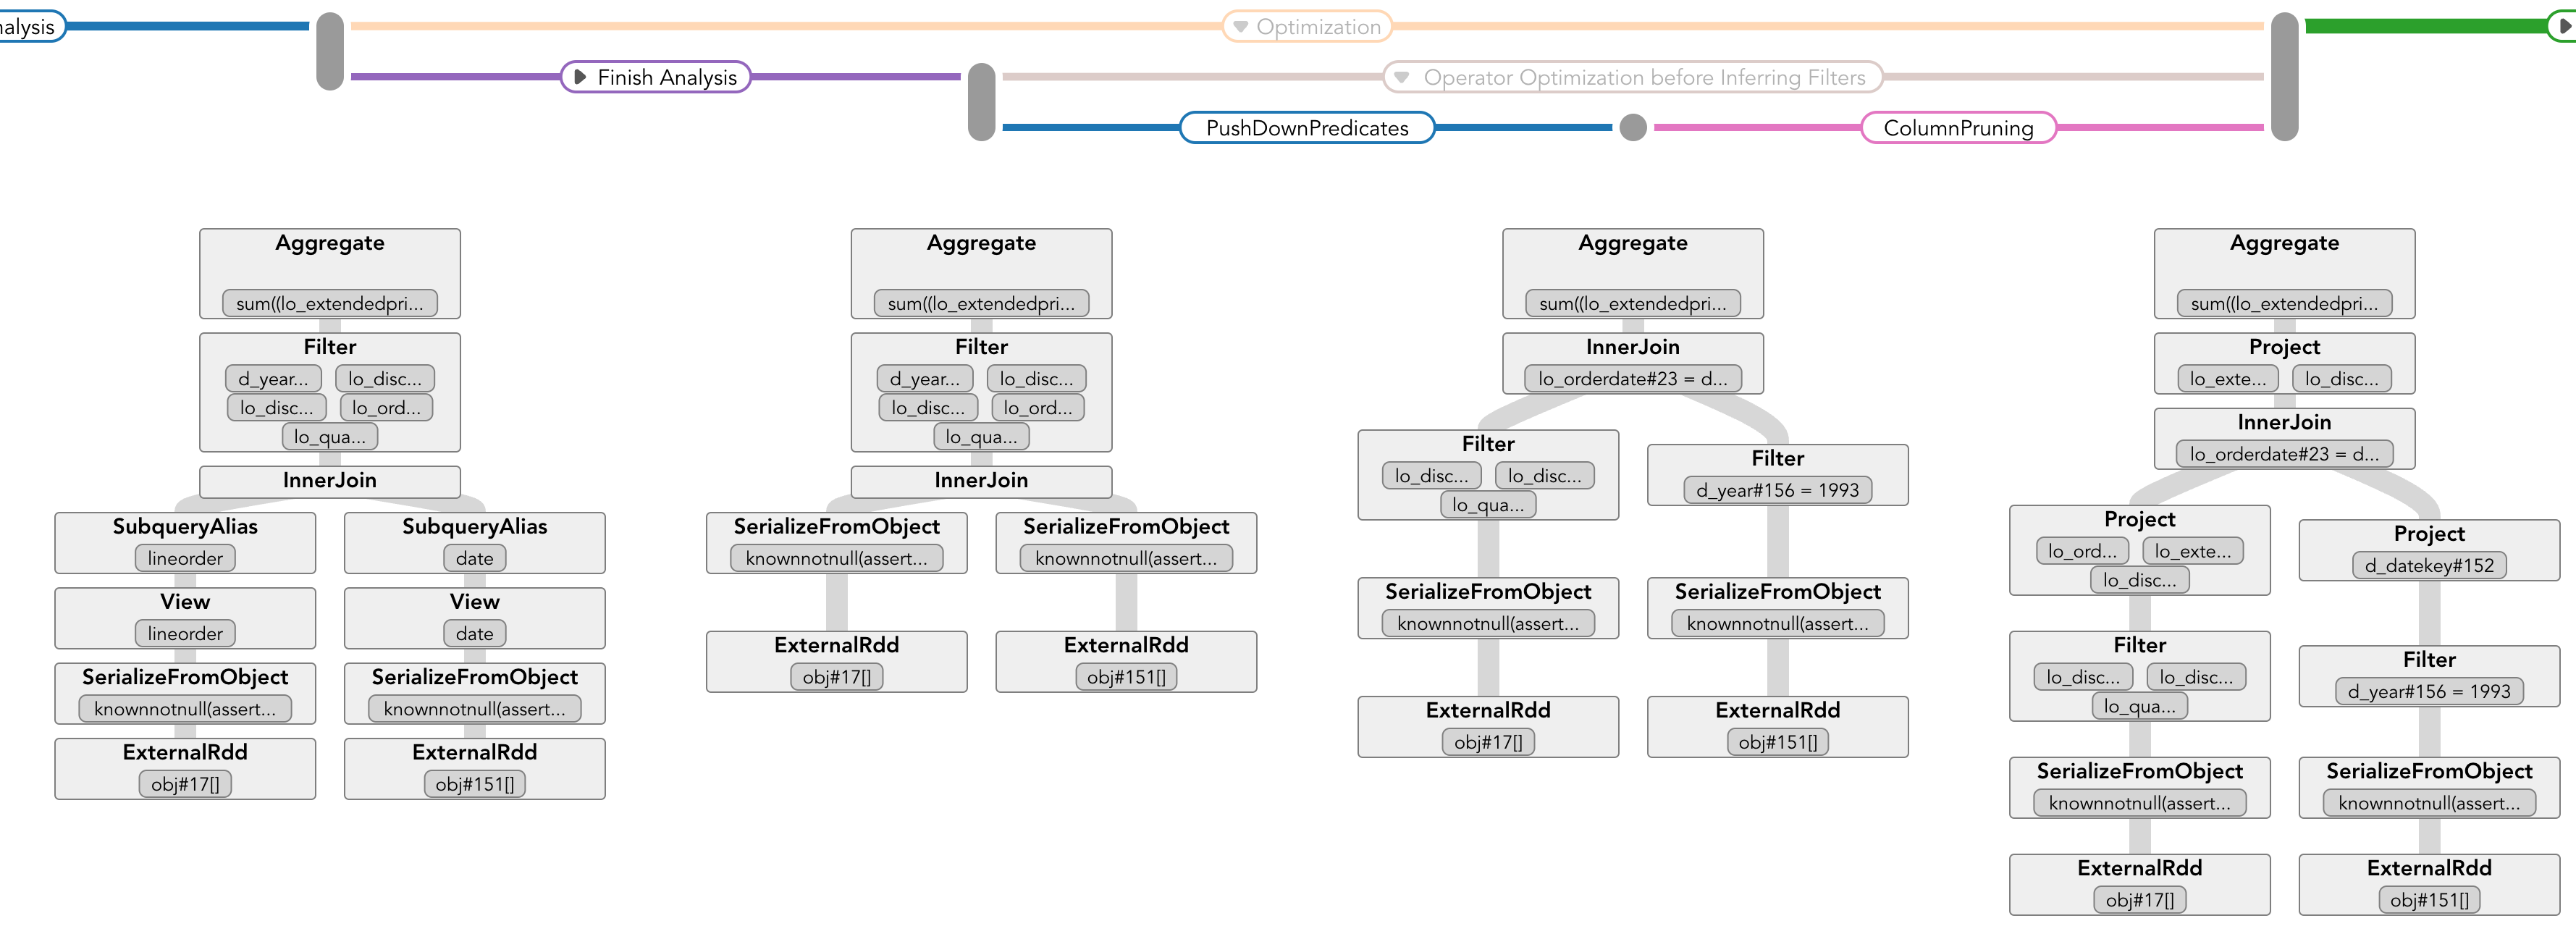 nalysis
Optimization
Finish Analysis
Operator Optimization before Inferring Filters
PushDownPredicates
ColumnPruning
Aggregate
sum((lo_extendedpri...
Filter
d_year... lo_disc...
lo_disc... lo_ord...
lo_qua...
InnerJoin
SubqueryAlias
lineorder
View
lineorder
SerializeFromObject
knownnotnull(assert...
ExternalRdd
obj#17[]
SubqueryAlias
date
View
date
SerializeFromObject
knownnotnull(assert...
ExternalRdd
obj#151[]
Aggregate
sum((lo_extendedpri...
Filter
d_year... lo_disc...
lo_disc... lo_ord...
lo_qua...
InnerJoin
SerializeFromObject
knownnotnull(assert...
ExternalRdd
obj#17[]
SerializeFromObject
knownnotnull(assert...
ExternalRdd
obj#151[]
Aggregate
sum((lo_extendedpri...
InnerJoin
lo_orderdate#23 = d...
Filter
lo_disc... lo_disc...
lo_qua...
SerializeFromObject
knownnotnull(assert...
ExternalRdd
obj#17[]
Filter
d_year#156 = 1993
SerializeFromObject
knownnotnull(assert...
ExternalRdd
obj#151[]
Aggregate
sum((lo_extendedpri...
Project
lo_exte... lo_disc...
InnerJoin
lo_orderdate#23 = d...
Project
lo_ord... lo_exte...
lo_disc...
Filter
lo_disc... lo_disc...
lo_qua...
SerializeFromObject
knownnotnull(assert...
ExternalRdd
obj#17[]
Project
d_datekey#152
Filter
d_year#156 = 1993
SerializeFromObject
knownnotnull(assert...
ExternalRdd
obj#151[]